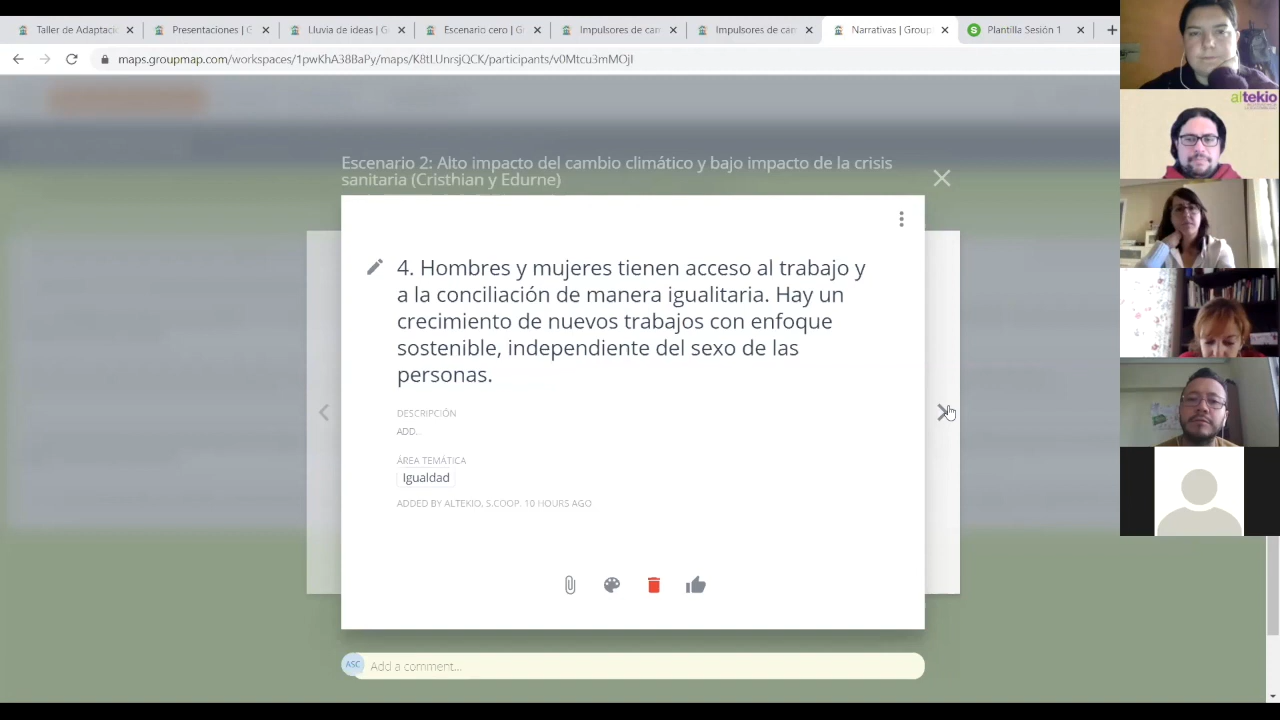 Taller de Adaptaci
Presentaciones | G
Lluvia de ideas | G
Escenario cero | G
Impulsores de cam
Impulsores de cam
Narrativas | Group
Plantilla Sesión 1
maps.groupmap.com/workspaces/1pwKhA38BaPy/maps/K8tLUnrsjQCK/participants/v0Mtcu3mMOjI
altekio
Escenario 2: Alto impacto del cambio climático y bajo impacto de la crisis
sanitaria (Cristhian y Edurne)
4. Hombres y mujeres tienen acceso al trabajo y
a la conciliación de manera igualitaria. Hay un
crecimiento de nuevos trabajos con enfoque
sostenible, independiente del sexo de las
personas.
DESCRIPCIÓN
ADD..
ÁREA TEMÁTICA
Igualdad
ADDED BY ALTEKIO, S.COOP. 10 HOURS AGO
ASC
Add a comment...